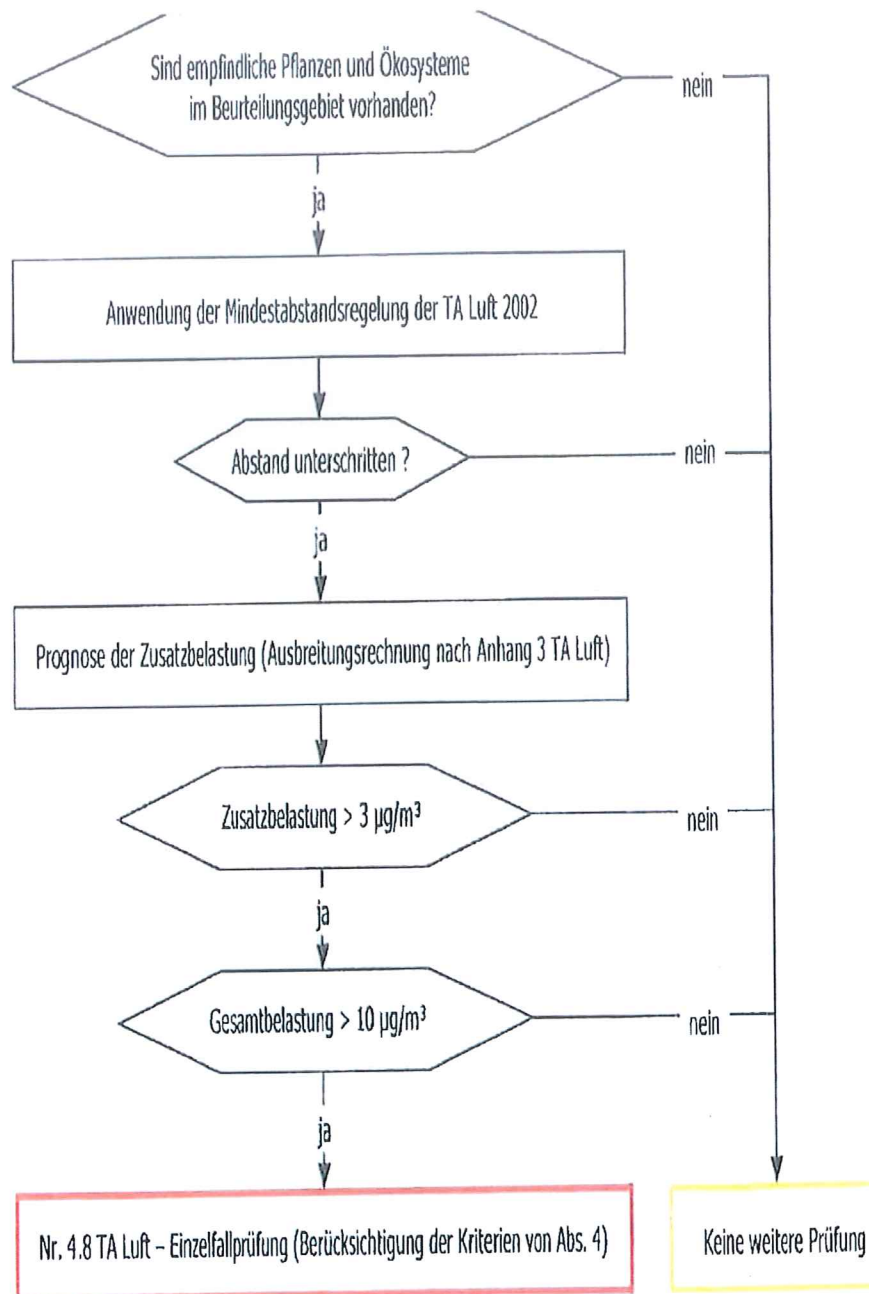 Sind empfindliche Pflanzen und Ökosysteme
im Beurteilungsgebiet vorhanden?
nein
ja
Anwendung der Mindestabstandsregelung der TA Luft 2002
Abstand unterschritten ?
nein
ja
Prognose der Zusatzbelastung (Ausbreitungsrechnung nach Anhang 3 TA Luft)
Zusatzbelastung > 3 µg/m³
nein
ja
Gesamtbelastung > 10 µg/m³
nein
ja
Nr. 4.8 TA Luft – Einzelfallprüfung (Berücksichtigung der Kriterien von Abs. 4)
Keine weitere Prüfung